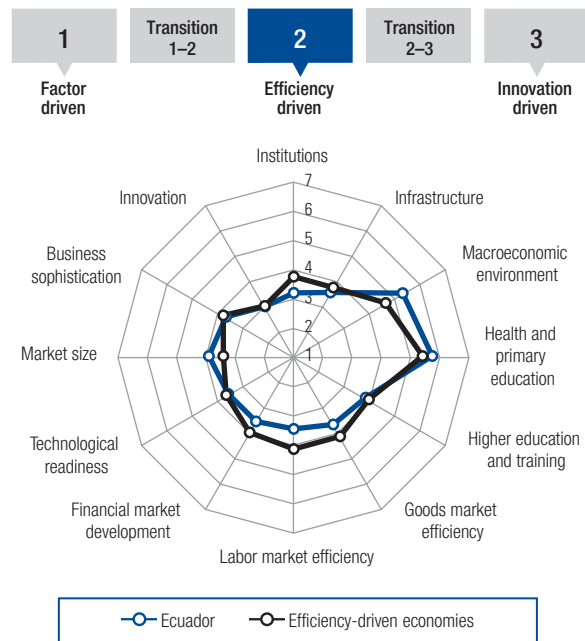 1
Transition
1–2
2
Transition
2–3
3
Factor
driven
Efficiency
driven
Innovation
driven
Institutions
Innovation
Infrastructure
Business
sophistication
Macroeconomic
environment
Market size
Health and
primary
education
Technological
readiness
Higher education
and training
Financial market
development
Goods market
efficiency
Labor market efficiency
7
6
5
4
3
2
1
Ecuador
Efficiency-driven economies